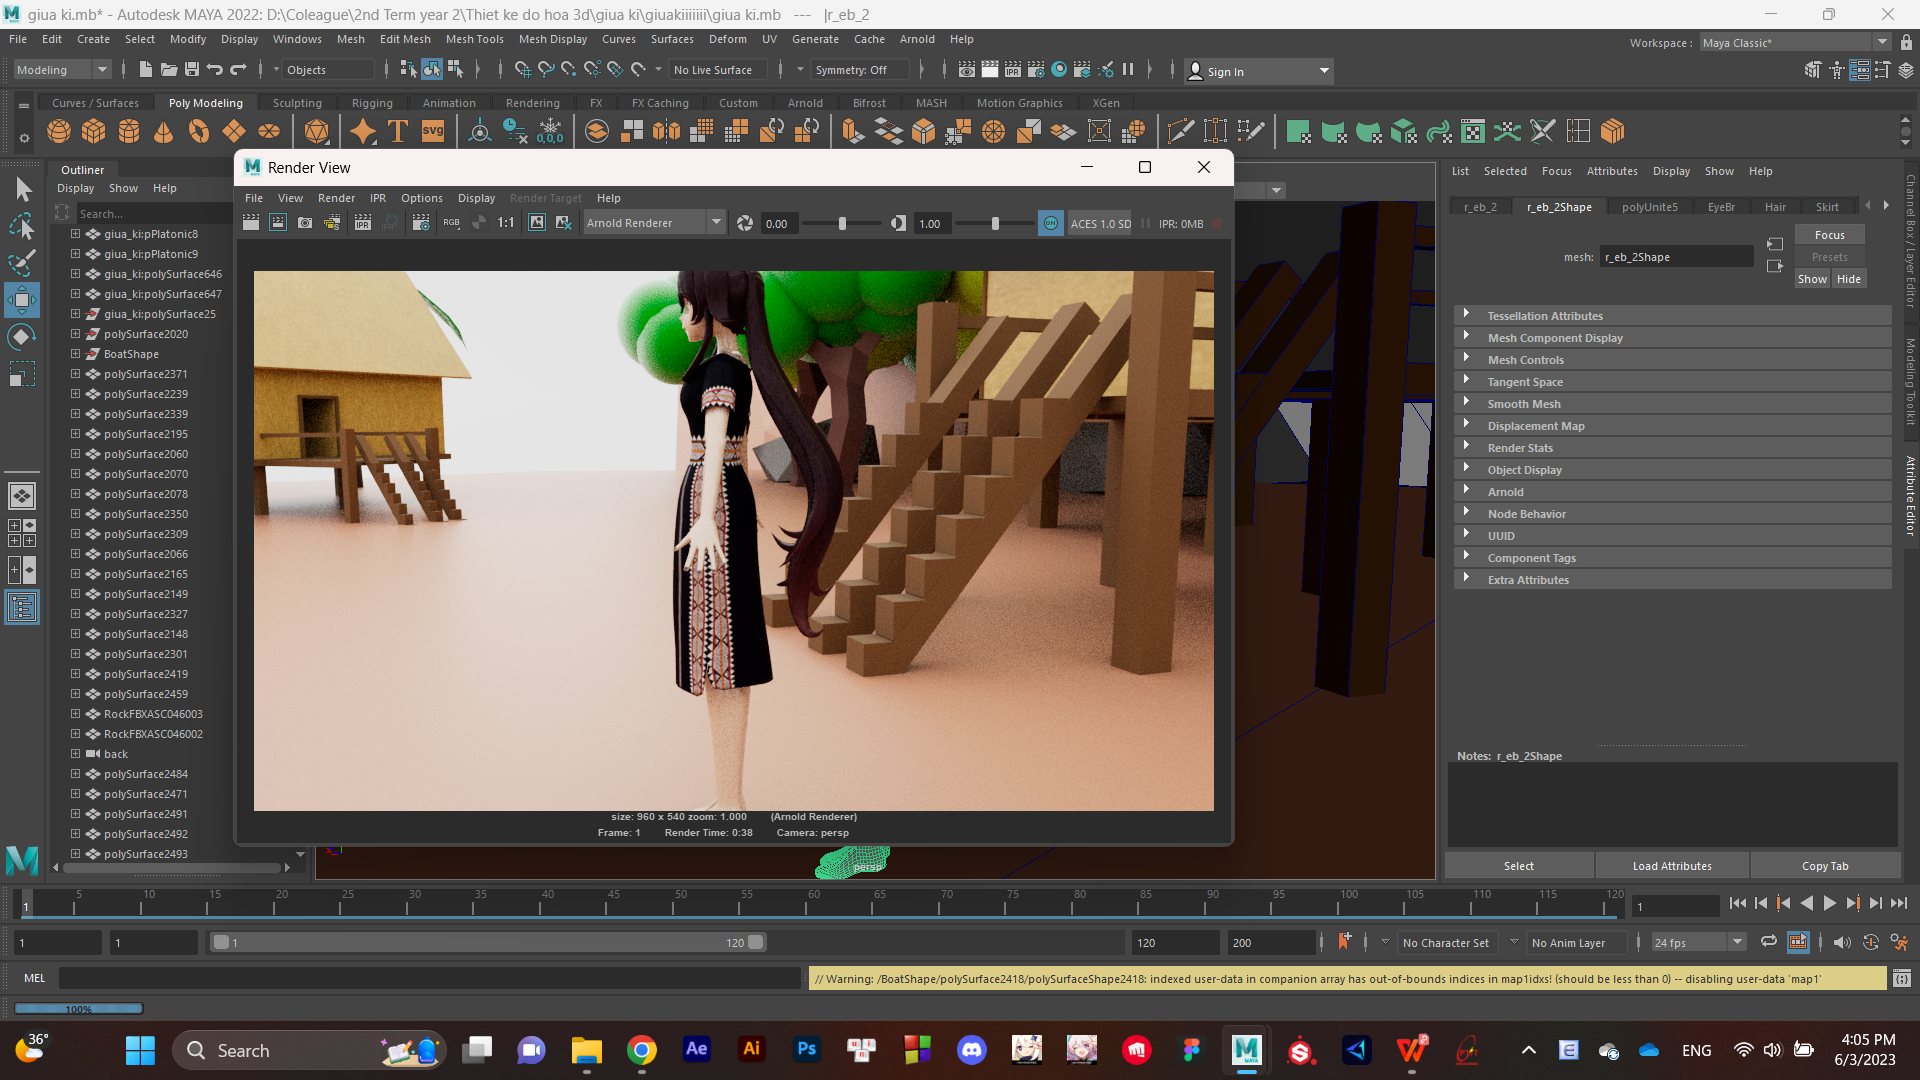 giua ki.mb* - Autodesk MAYA 2022: D:\Coleague\2nd Term year 2\Thiet ke do hoa 3d\giua ki\giuakiiiiiii\giua ki.mb   ---   |r_eb_2
File Edit Create Select Modify Display Windows Mesh Edit Mesh Mesh Tools Mesh Display Curves Surfaces Deform UV Generate Cache Arnold Help
Workspace : Maya Classic*
Modeling Objects No Live Surface Symmetry: Off Sign In
Curves / Surfaces Poly Modeling Sculpting Rigging Animation Rendering FX FX Caching Custom Arnold Bifrost MASH Motion Graphics XGen
T svg 0,0,0
Outliner
Display Show Help
Search...
giua_ki:pPlatonic8
giua_ki:pPlatonic9
giua_ki:polySurface646
giua_ki:polySurface647
giua_ki:polySurface25
polySurface2020
BoatShape
polySurface2371
polySurface2239
polySurface2339
polySurface2195
polySurface2060
polySurface2070
polySurface2078
polySurface2350
polySurface2309
polySurface2066
polySurface2165
polySurface2149
polySurface2327
polySurface2148
polySurface2301
polySurface2419
polySurface2459
RockFBXASC046003
RockFBXASC046002
back
polySurface2484
polySurface2471
polySurface2491
polySurface2492
polySurface2493
Render View
File View Render IPR Options Display Render Target Help
IPR RGB 1:1 Arnold Renderer 0.00 1.00 ON ACES 1.0 SD IPR: 0MB
size: 960 x 540 zoom: 1.000 (Arnold Renderer)
Frame: 1 Render Time: 0:38 Camera: persp
persp
List Selected Focus Attributes Display Show Help
r_eb_2 r_eb_2Shape polyUnite5 EyeBr Hair Skirt
mesh: r_eb_2Shape
Focus
Presets
Show Hide
Tessellation Attributes
Mesh Component Display
Mesh Controls
Tangent Space
Smooth Mesh
Displacement Map
Render Stats
Object Display
Arnold
Node Behavior
UUID
Component Tags
Extra Attributes
Notes: r_eb_2Shape
Select Load Attributes Copy Tab
Channel Box / Layer Editor
Modeling Toolkit
Attribute Editor
1 5 10 15 20 25 30 35 40 45 50 55 60 65 70 75 80 85 90 95 100 105 110 115 120 1
1 1 1 120 120 200 No Character Set No Anim Layer 24 fps
MEL // Warning: /BoatShape/polySurface2418/polySurfaceShape2418: indexed user-data in companion array has out-of-bounds indices in map1idxs! (should be less than 0) -- disabling user-data 'map1'
100%
36° Search Ae Ai Ps MAYA ENG 4:05 PM
6/3/2023